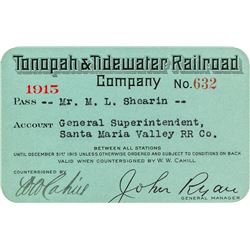 Tonopah & Tidewater Railroad
Company
1915 No. 632
PASS -- Mr. M. L. Shearin --
ACCOUNT General Superintendent,
Santa Maria Valley RR Co.
BETWEEN ALL STATIONS
UNTIL DECEMBER 31ST 1915 UNLESS OTHERWISE ORDERED AND SUBJECT TO CONDITIONS ON BACK
VALID WHEN COUNTERSIGNED BY W. W. CAHILL
COUNTERSIGNED BY
WW Cahill John Ryan
GENERAL MANAGER